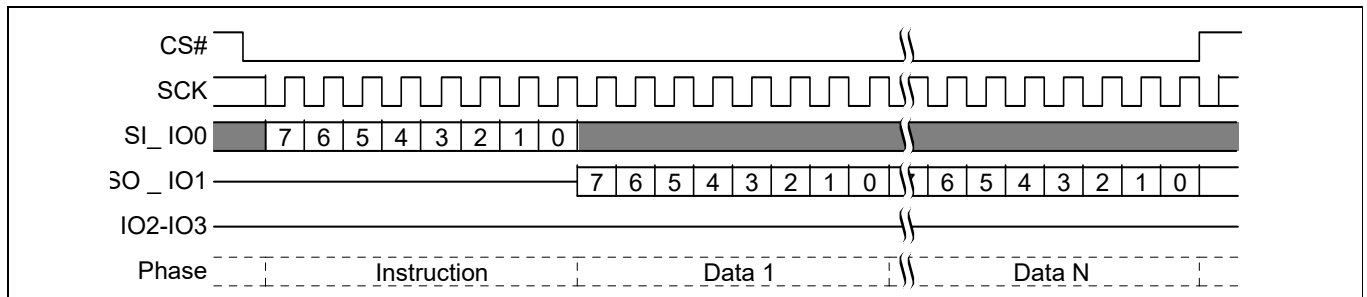 CS#
SCK
SI_ IO0 7 6 5 4 3 2 1 0
SO _ IO1 7 6 5 4 3 2 1 0 6 5 4 3 2 1 0
IO2-IO3
Phase Instruction Data 1 Data N